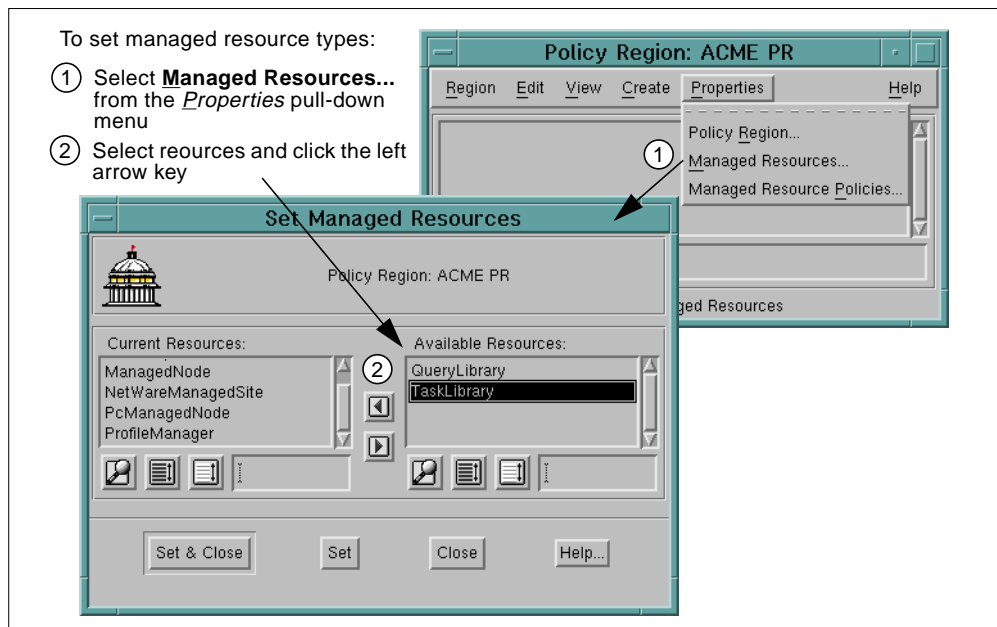 To set managed resource types:
1 Select Managed Resources...
from the Properties pull-down
menu
2 Select reources and click the left
arrow key
Policy Region: ACME PR
Region Edit View Create Properties Help
Policy Region...
1
Managed Resources...
Managed Resource Policies...
ged Resources
Set Managed Resources
Policy Region: ACME PR
Current Resources:
ManagedNode
NetWareManagedSite
PcManagedNode
ProfileManager
2
Available Resources:
QueryLibrary
TaskLibrary
Set & Close Set Close Help...